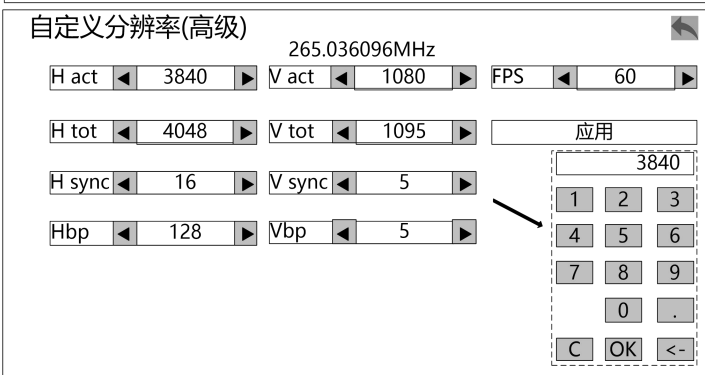 自定义分辨率(高级)
265.036096MHz
H act 3840 V act 1080 FPS 60
H tot 4048 V tot 1095 应用
3840
H sync 16 V sync 5
1 2 3
Hbp 128 Vbp 5
4 5 6
7 8 9
0 .
C OK <-